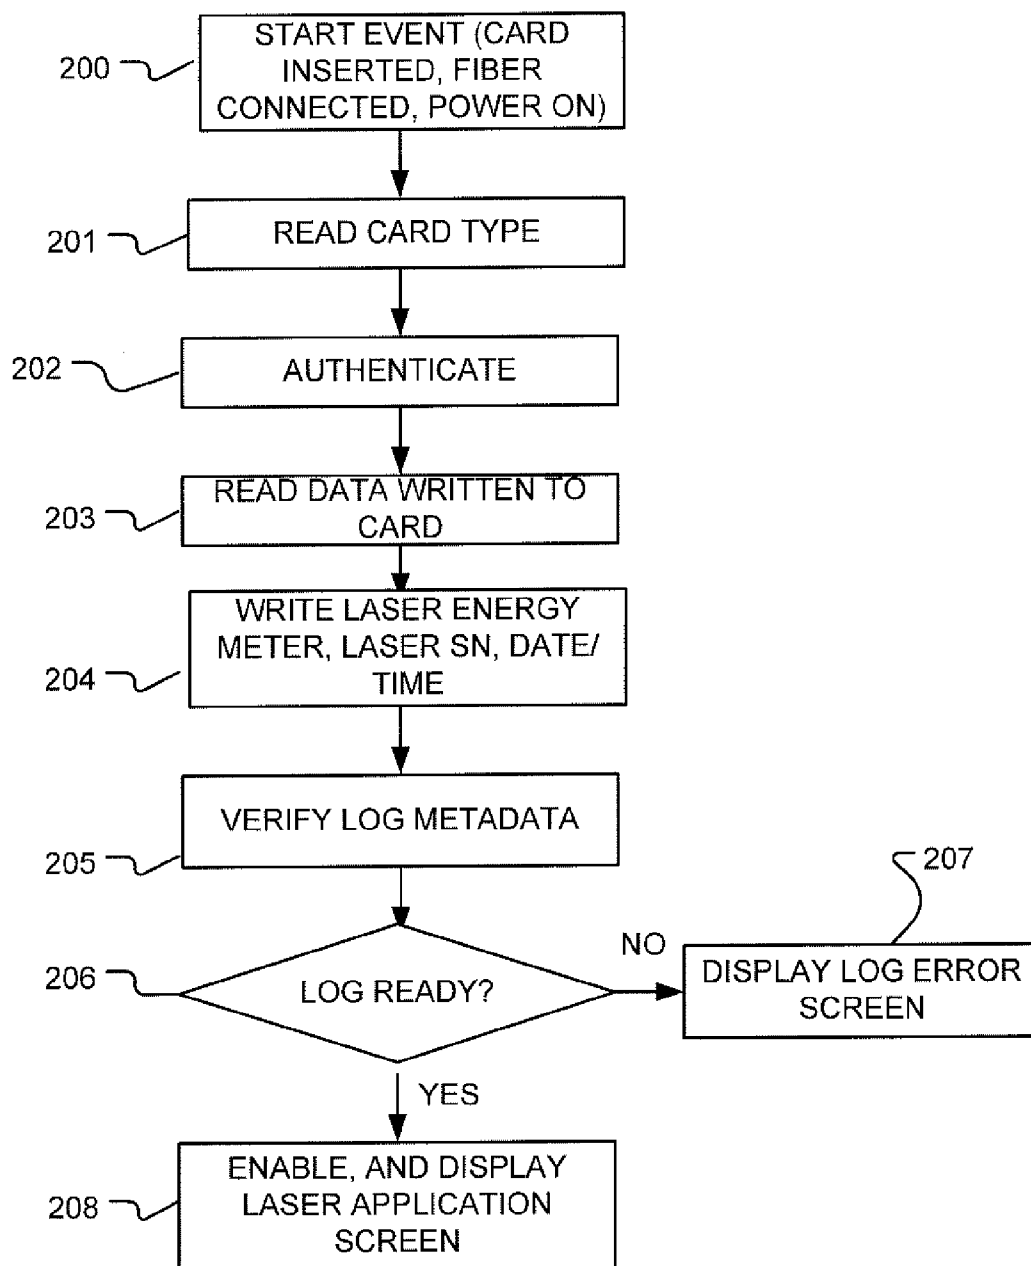 200
START EVENT (CARD
INSERTED, FIBER
CONNECTED, POWER ON)
201
READ CARD TYPE
202
AUTHENTICATE
203
READ DATA WRITTEN TO
CARD
204
WRITE LASER ENERGY
METER, LASER SN, DATE/
TIME
205
VERIFY LOG METADATA
206
LOG READY?
NO
207
DISPLAY LOG ERROR
SCREEN
YES
208
ENABLE, AND DISPLAY
LASER APPLICATION
SCREEN